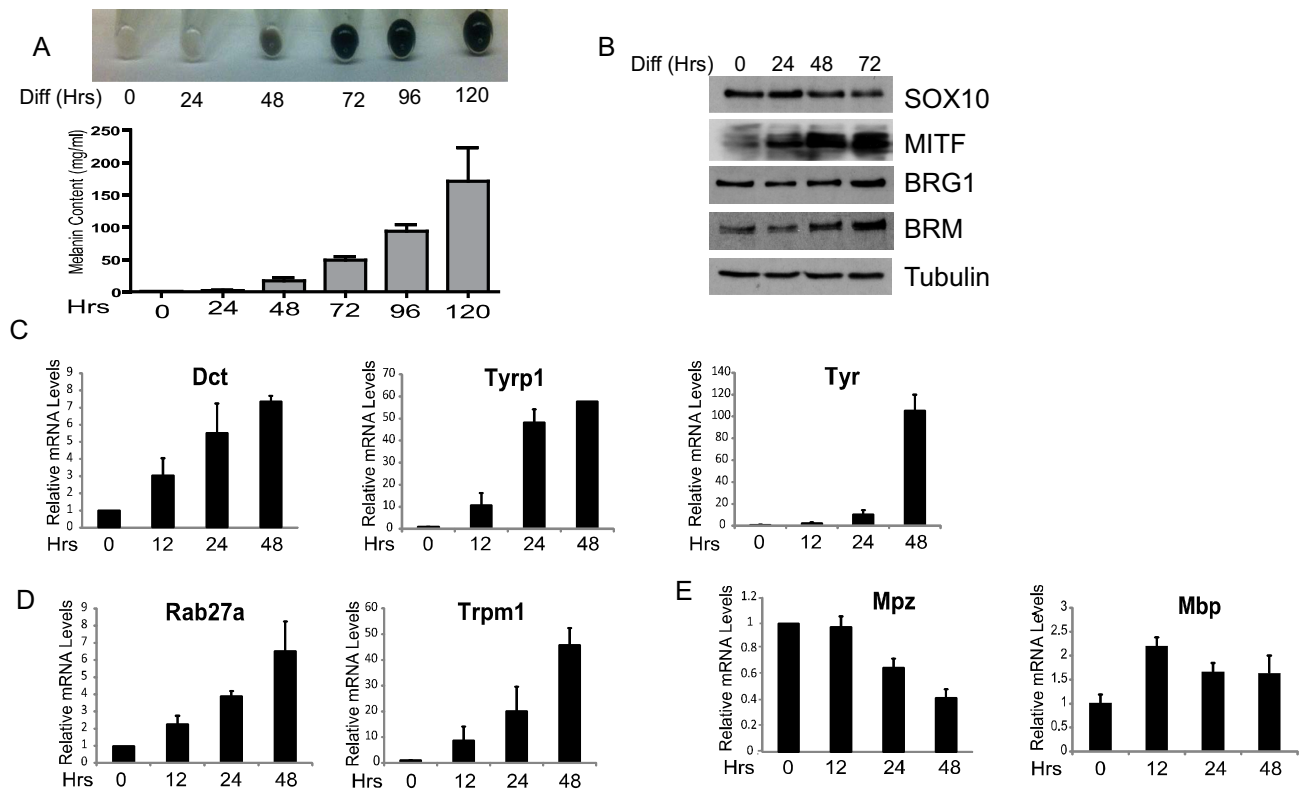 A
Diff (Hrs) 0 24 48 72 96 120
Melanin Content (mg/ml)
250
200
150
100
50
0
Hrs 0 24 48 72 96 120
B
Diff (Hrs) 0 24 48 72
SOX10
MITF
BRG1
BRM
Tubulin
C
Dct
Relative mRNA Levels
9
8
7
6
5
4
3
2
1
0
Hrs 0 12 24 48
Tyrp1
Relative mRNA Levels
70
60
50
40
30
20
10
0
Hrs 0 12 24 48
Tyr
Relative mRNA Levels
140
120
100
80
60
40
20
0
Hrs 0 12 24 48
D
Rab27a
Relative mRNA Levels
9
8
7
6
5
4
3
2
1
0
Hrs 0 12 24 48
Trpm1
Relative mRNA Levels
60
50
40
30
20
10
0
Hrs 0 12 24 48
E
Mpz
Relative mRNA Levels
1.2
1
0.8
0.6
0.4
0.2
0
Hrs 0 12 24 48
Mbp
Relative mRNA Levels
3
2.5
2
1.5
1
0.5
0
Hrs 0 12 24 48